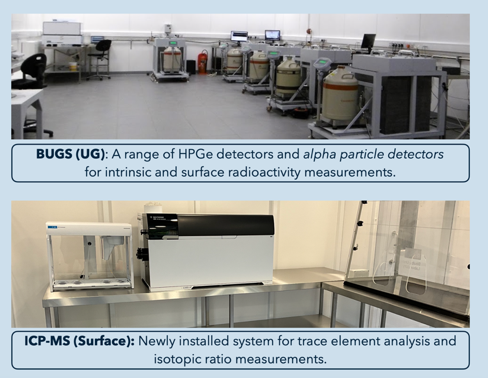 BUGS (UG): A range of HPGe detectors and alpha particle detectors
for intrinsic and surface radioactivity measurements.
ICP-MS (Surface): Newly installed system for trace element analysis and
isotopic ratio measurements.